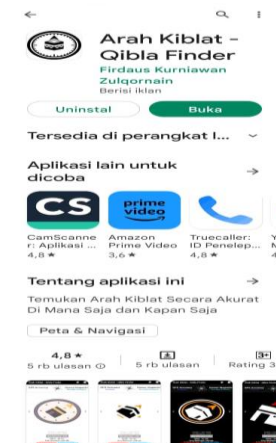 Arah Kiblat -
Qibla Finder
Firdaus Kurniawan
Zulqornain
Berisi iklan
Uninstal
Buka
Tersedia di perangkat l...
Aplikasi lain untuk
dicoba
CS
prime
video
CamScanne
r: Aplikasi ...
4,8 ★
Amazon
Prime Video
3,6 ★
Truecaller:
ID Penelep...
4,8 ★
Tentang aplikasi ini
Temukan Arah Kiblat Secara Akurat
Di Mana Saja dan Kapan Saja
Peta & Navigasi
4,8 ★
5 rb ulasan
5 rb ulasan
3+
Rating 3